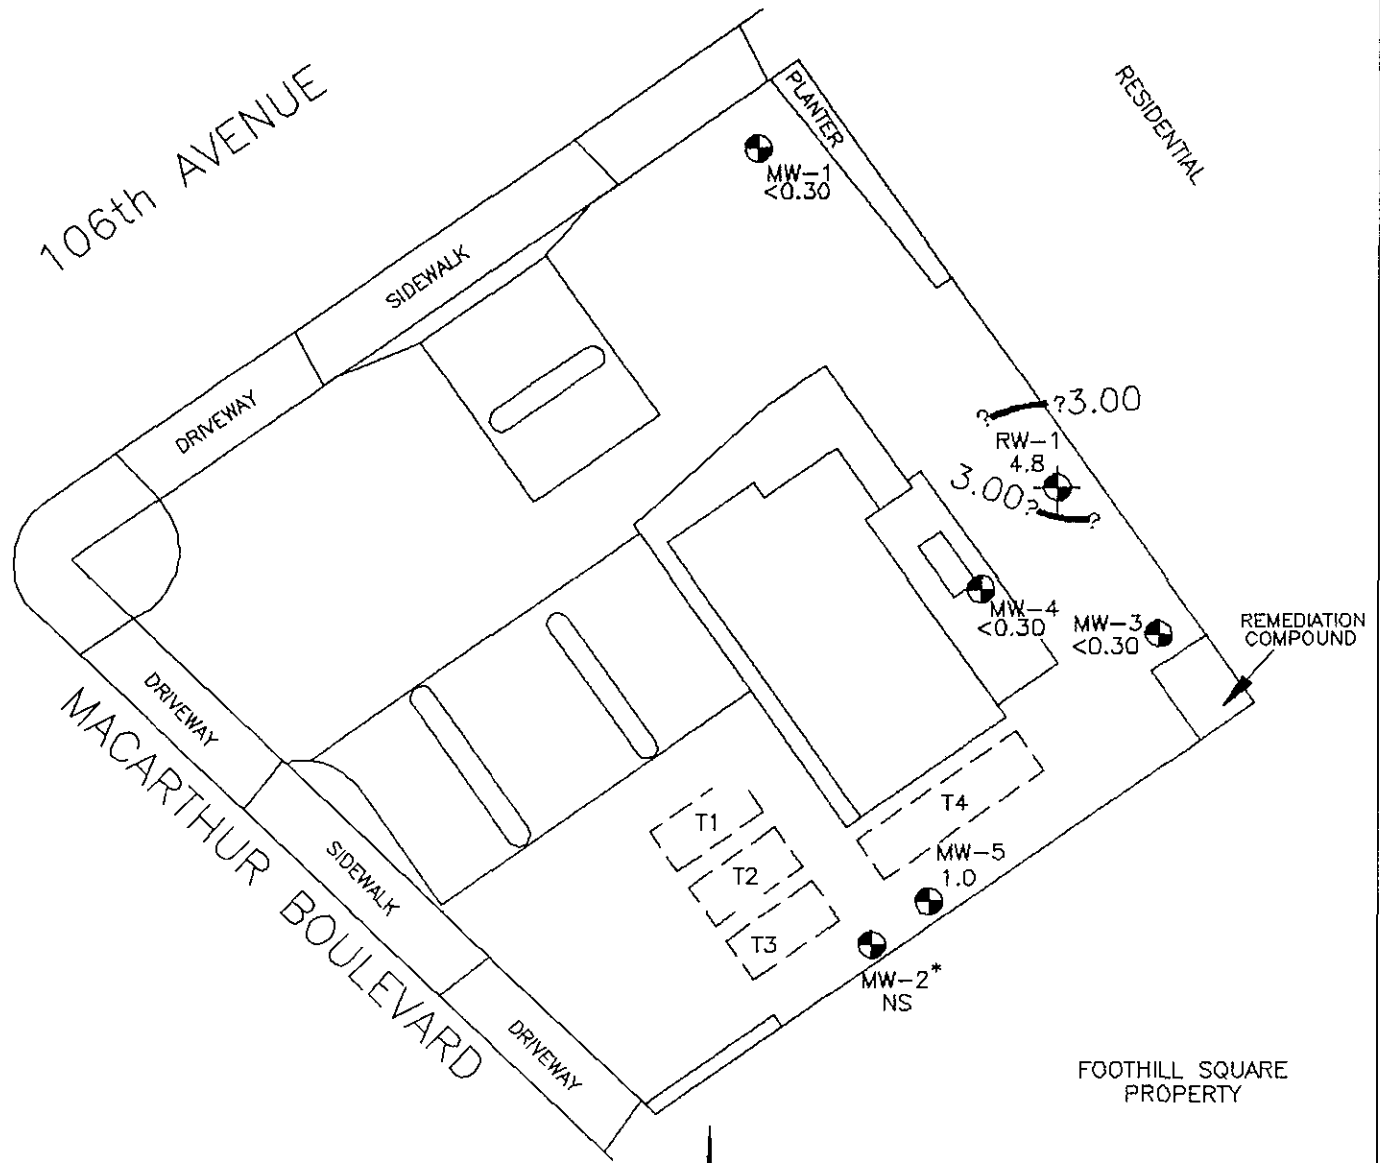 106th AVENUE
RESIDENTIAL
PLANTER
MW-1
<0.30
SIDEWALK
DRIVEWAY
? ?3.00
RW-1
4.8
3.00? ?
MW-4
<0.30
MW-3
<0.30
REMEDIATION
COMPOUND
DRIVEWAY
MACARTHUR BOULEVARD
SIDEWALK
T1
T2
T3
T4
MW-5
1.0
MW-2*
NS
DRIVEWAY
FOOTHILL SQUARE
PROPERTY